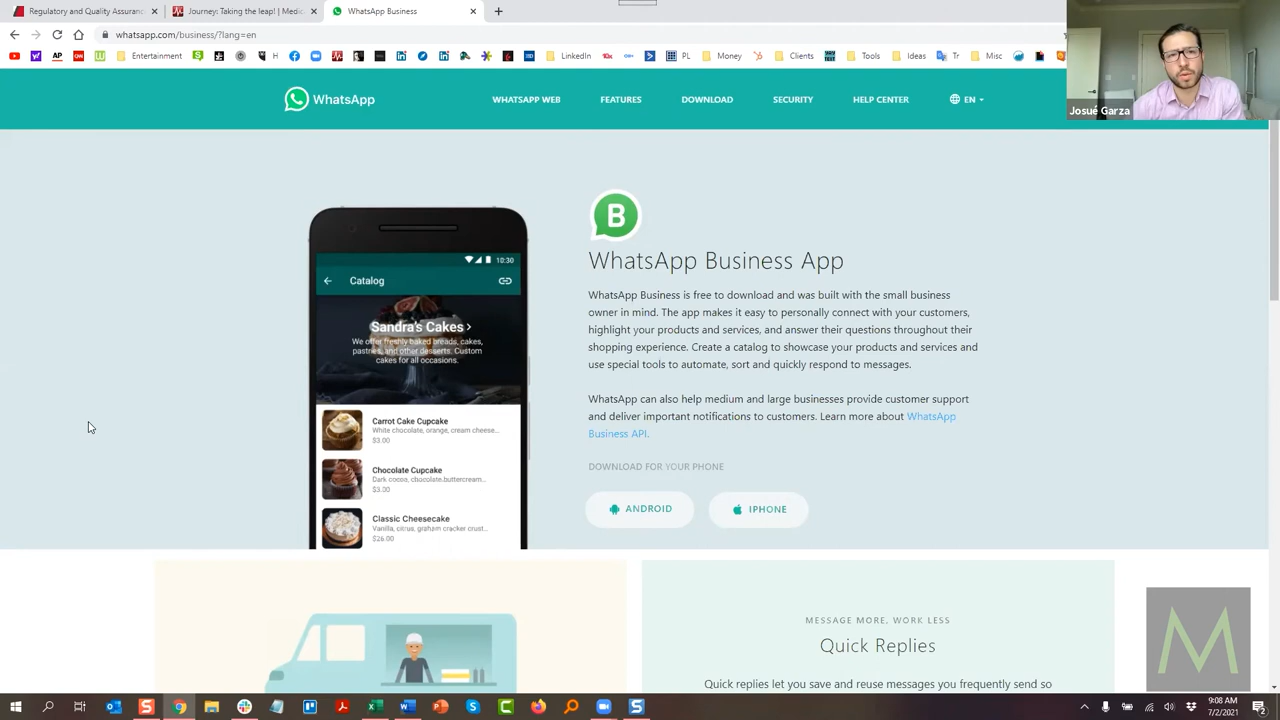 Regulatory and Quality Assuran
Journey: Taking the leap! | Medi
WhatsApp Business
whatsapp.com/business/?lang=en
Entertainment
H
LinkedIn
PL
Money
Clients
Tools
Ideas
Tr
Misc
Josué Garza
WhatsApp
WHATSAPP WEB
FEATURES
DOWNLOAD
SECURITY
HELP CENTER
EN
B
WhatsApp Business App
WhatsApp Business is free to download and was built with the small business
owner in mind. The app makes it easy to personally connect with your customers,
highlight your products and services, and answer their questions throughout their
shopping experience. Create a catalog to showcase your products and services and
use special tools to automate, sort and quickly respond to messages.
WhatsApp can also help medium and large businesses provide customer support
and deliver important notifications to customers. Learn more about WhatsApp
Business API.
DOWNLOAD FOR YOUR PHONE
ANDROID
IPHONE
10:30
Catalog
Sandra's Cakes ›
We offer freshly baked breads, cakes,
pastries, and other desserts. Custom
cakes for all occasions.
Carrot Cake Cupcake
White chocolate, orange, cream cheese...
$3.00
Chocolate Cupcake
Dark cocoa, chocolate buttercream...
$3.00
Classic Cheesecake
Vanilla, citrus, graham cracker crust...
$26.00
MESSAGE MORE, WORK LESS
Quick Replies
Quick replies let you save and reuse messages you frequently send so
M
9:08 AM
7/2/2021